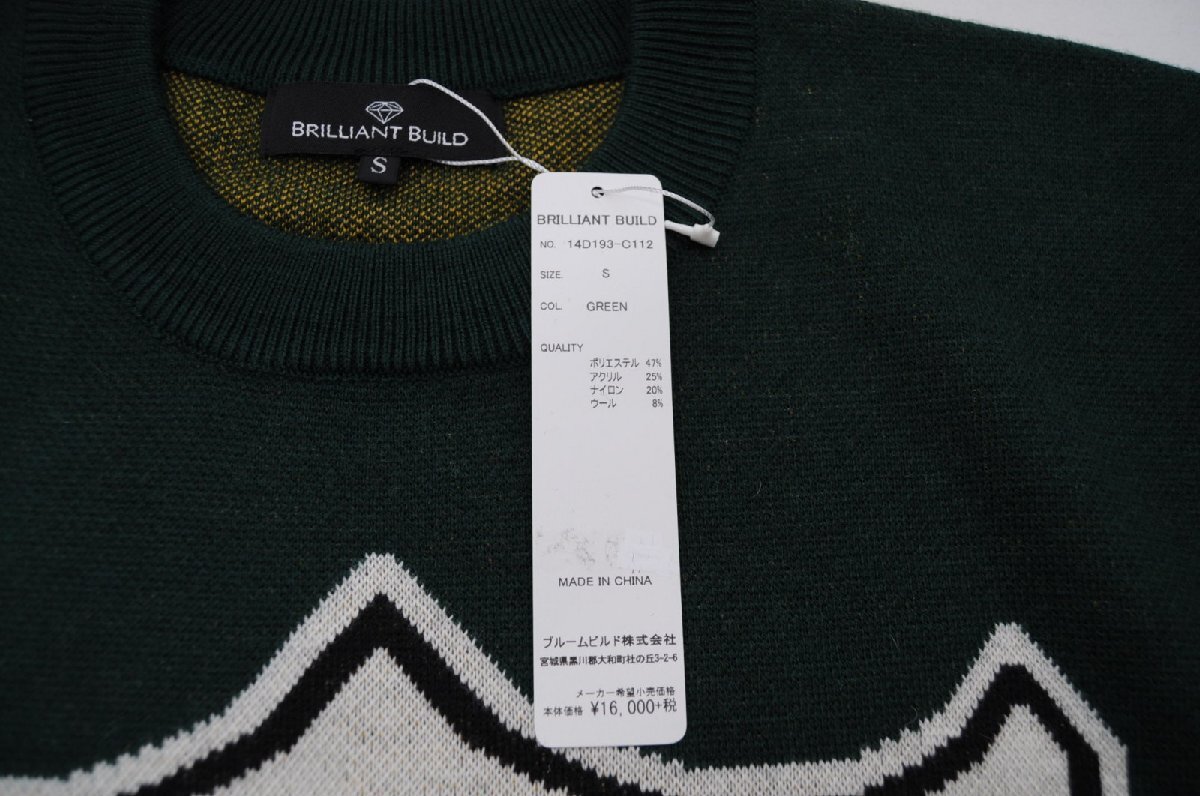 BRILLIANT BUILD
S
BRILLIANT BUILD
NO. 14D193-C112
SIZE. S
COL. GREEN
QUALITY
ポリエステル 47%
アクリル 25%
ナイロン 20%
ウール 8%
MADE IN CHINA
ブルームビルド株式会社
宮城県黒川郡大和町杜の丘3-2-6
メーカー希望小売価格
本体価格 ¥16,000+税